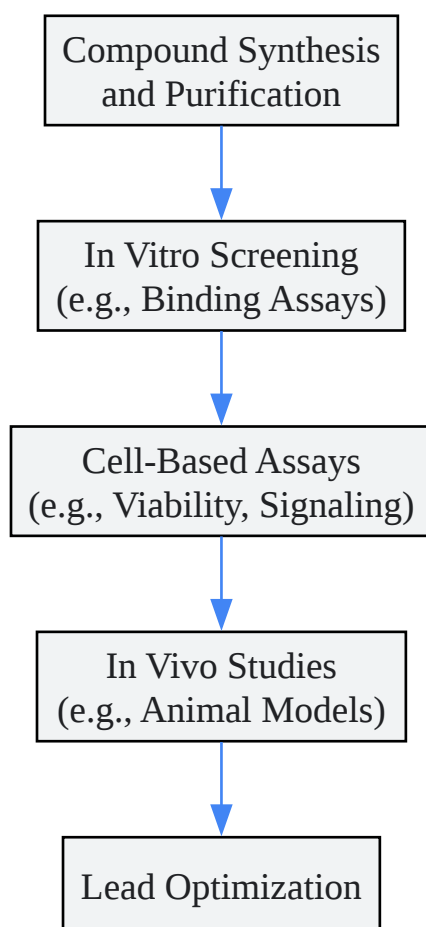 Compound Synthesis
and Purification
In Vitro Screening
(e.g., Binding Assays)
Cell-Based Assays
(e.g., Viability, Signaling)
In Vivo Studies
(e.g., Animal Models)
Lead Optimization